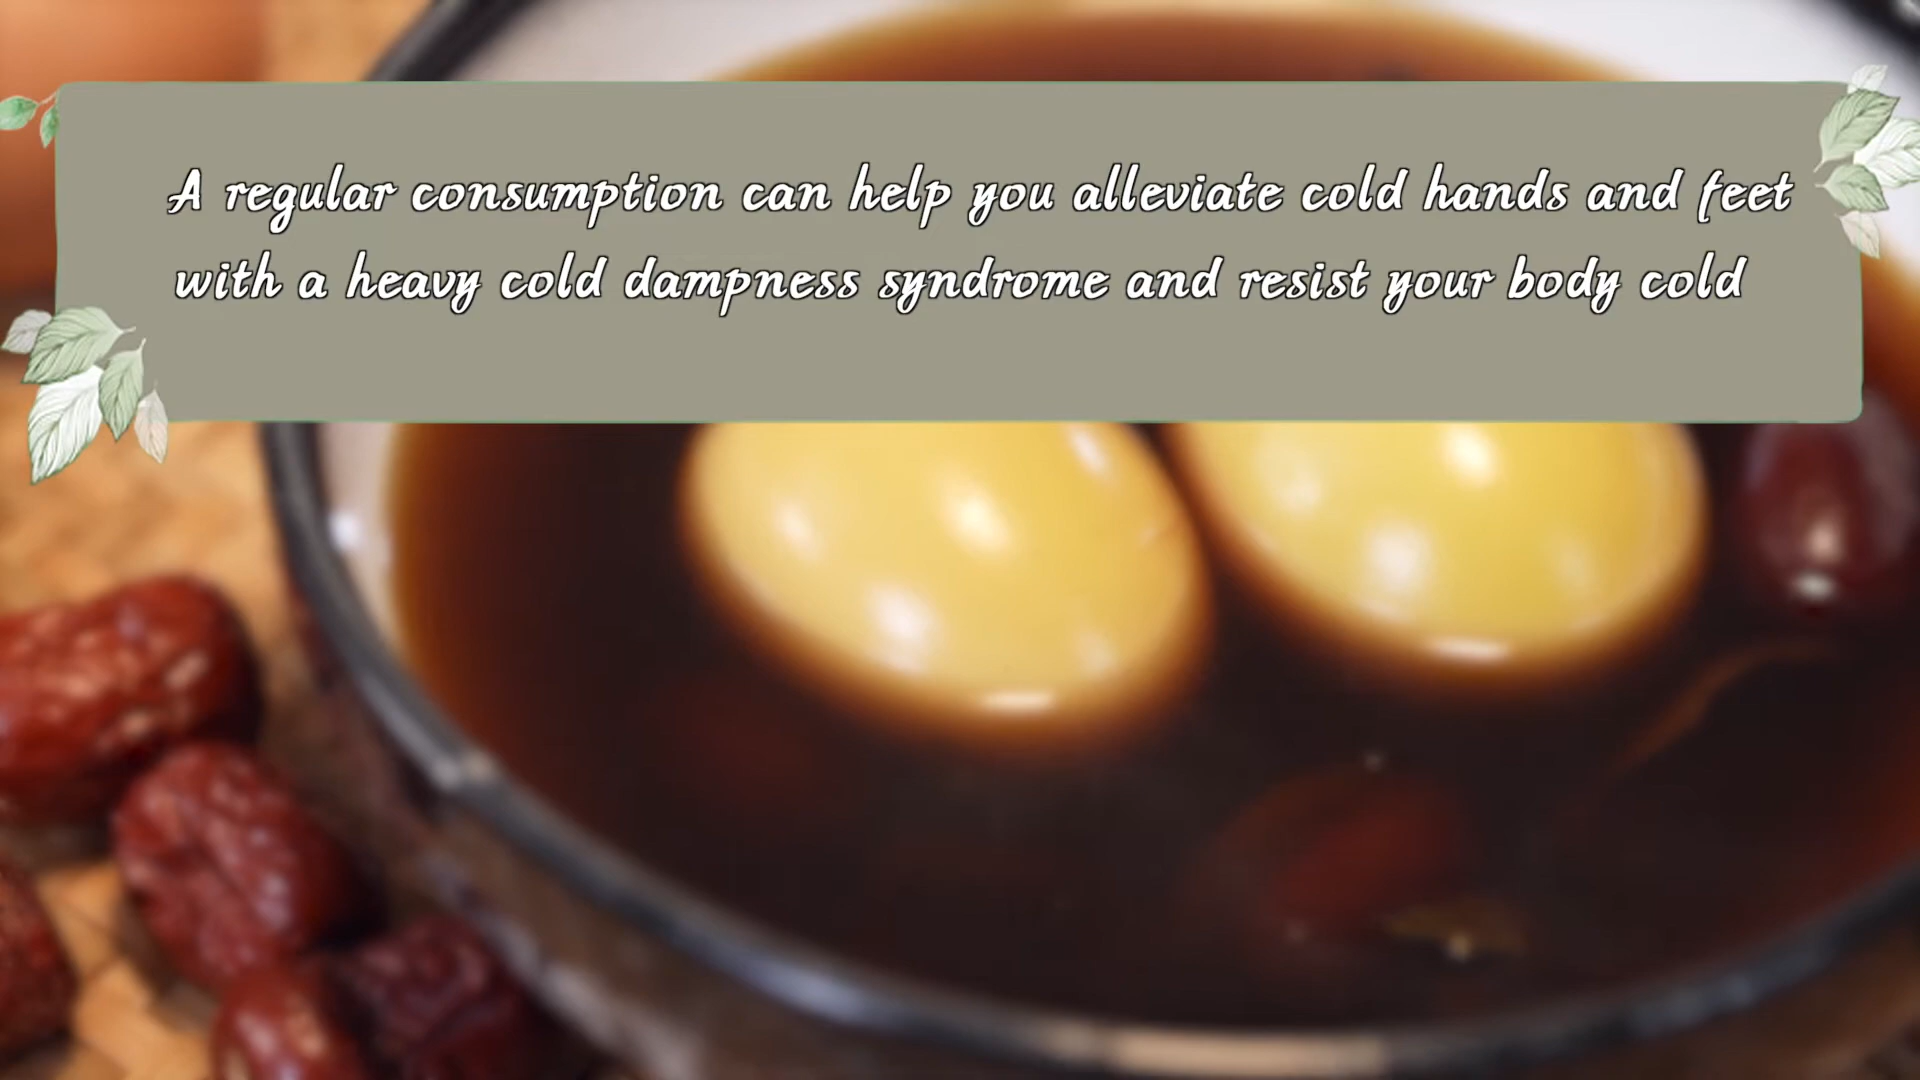 A regular consumption can help you alleviate cold hands and feet
with a heavy cold dampness syndrome and resist your body cold